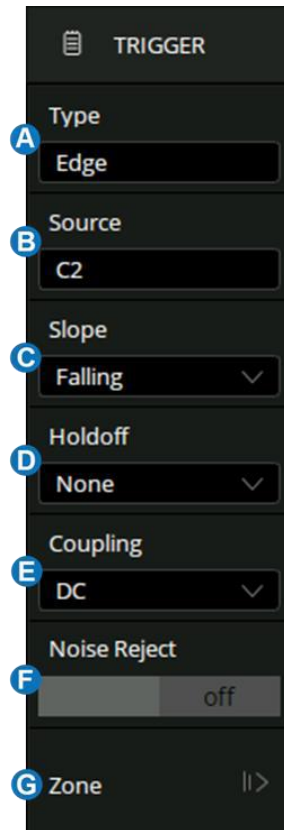 TRIGGER
Type
A
Edge
Source
B
C2
Slope
C
Falling
Holdoff
D
None
Coupling
E
DC
Noise Reject
F
off
G Zone